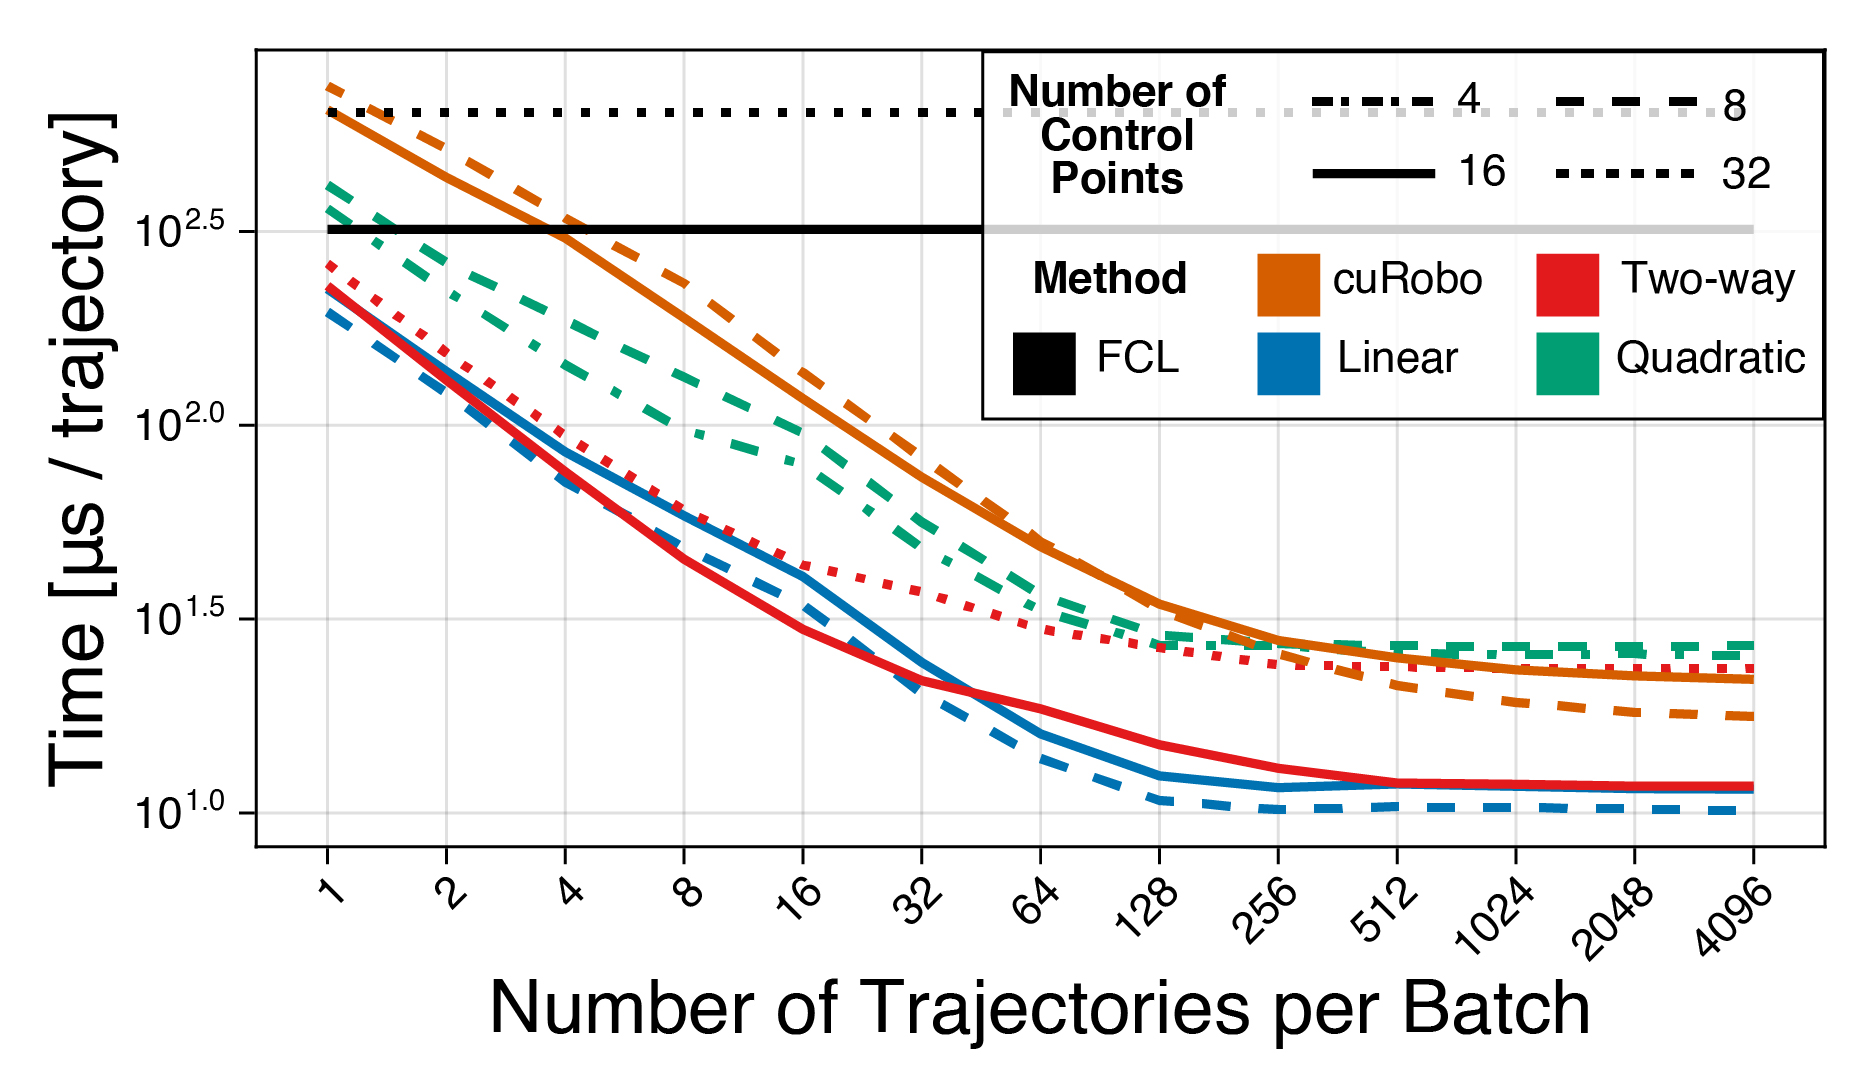 Time [µs / trajectory]
10^2.5
10^2.0
10^1.5
10^1.0
Number of
Control
Points
4
8
16
32
Method
cuRobo
Two-way
FCL
Linear
Quadratic
1
2
4
8
16
32
64
128
256
512
1024
2048
4096
Number of Trajectories per Batch